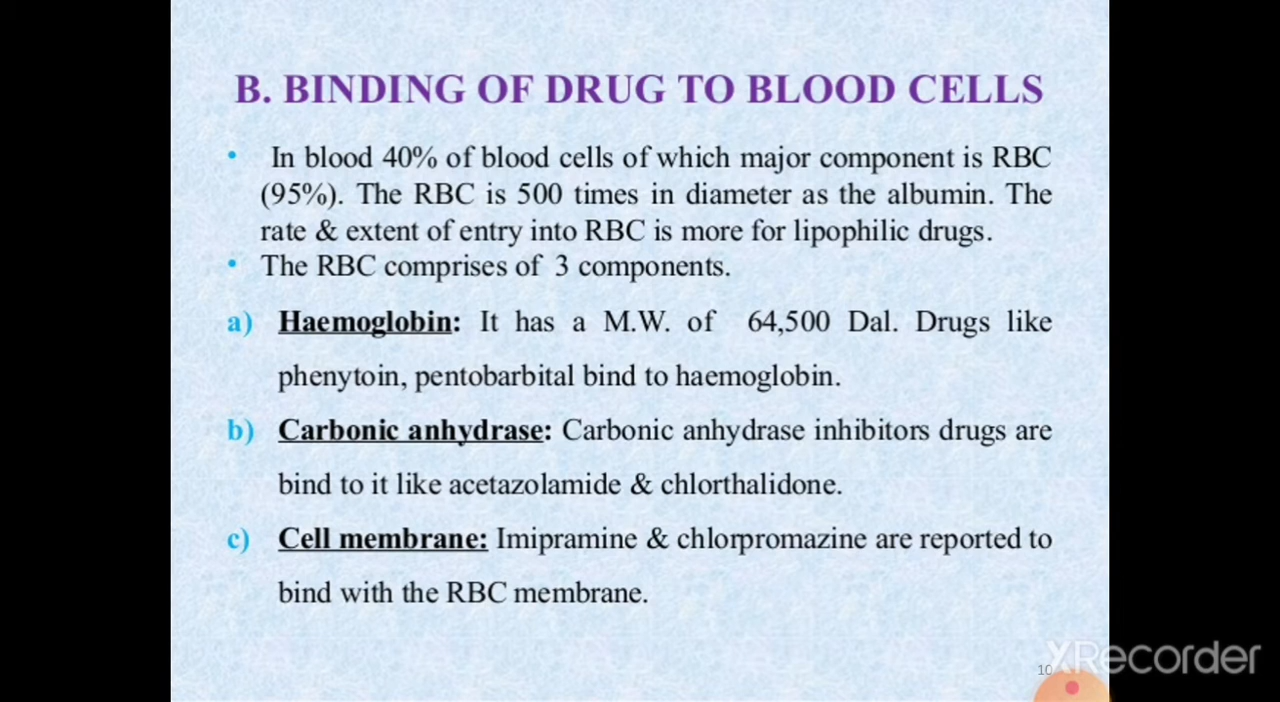 B. BINDING OF DRUG TO BLOOD CELLS
• In blood 40% of blood cells of which major component is RBC
(95%). The RBC is 500 times in diameter as the albumin. The
rate & extent of entry into RBC is more for lipophilic drugs.
• The RBC comprises of 3 components.
a) Haemoglobin: It has a M.W. of 64,500 Dal. Drugs like
phenytoin, pentobarbital bind to haemoglobin.
b) Carbonic anhydrase: Carbonic anhydrase inhibitors drugs are
bind to it like acetazolamide & chlorthalidone.
c) Cell membrane: Imipramine & chlorpromazine are reported to
bind with the RBC membrane.
10
XRecorder